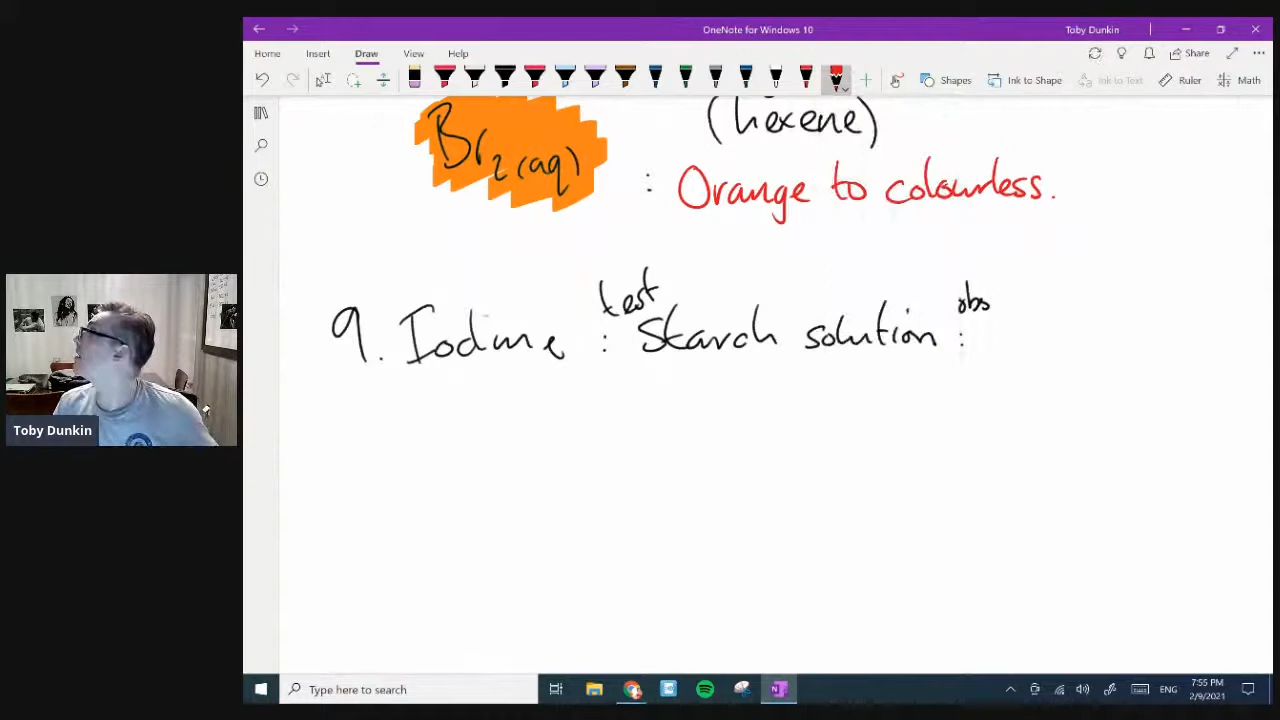 OneNote for Windows 10
Toby Dunkin
Home Insert Draw View Help
Share
Shapes Ink to Shape Ink to Text Ruler Math
(hexene)
Br2(aq)
: Orange to colourless.
test
obs
9. Iodine : Starch solution :
Toby Dunkin
Type here to search
ENG
7:55 PM
2/9/2021